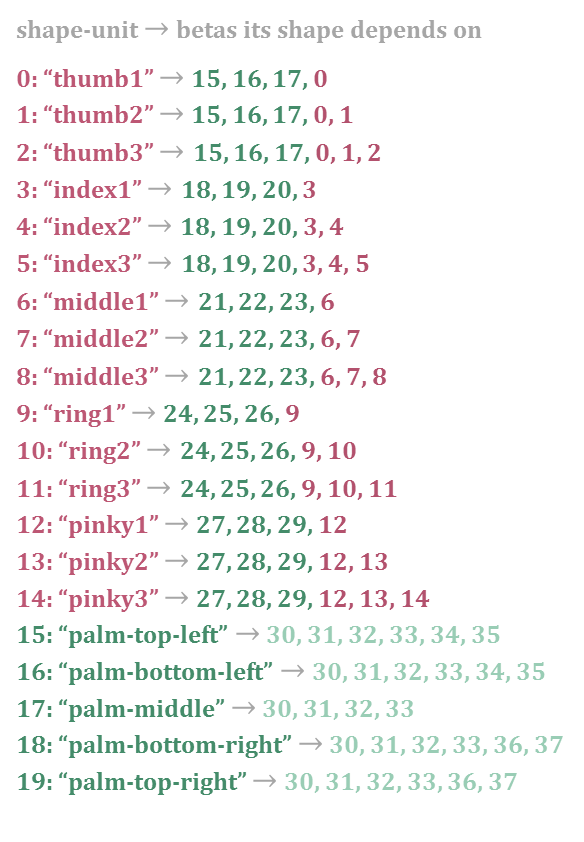 shape-unit → betas its shape depends on
0: “thumb1” → 15, 16, 17, 0
1: “thumb2” → 15, 16, 17, 0, 1
2: “thumb3” → 15, 16, 17, 0, 1, 2
3: “index1” → 18, 19, 20, 3
4: “index2” → 18, 19, 20, 3, 4
5: “index3” → 18, 19, 20, 3, 4, 5
6: “middle1” → 21, 22, 23, 6
7: “middle2” → 21, 22, 23, 6, 7
8: “middle3” → 21, 22, 23, 6, 7, 8
9: “ring1” → 24, 25, 26, 9
10: “ring2” → 24, 25, 26, 9, 10
11: “ring3” → 24, 25, 26, 9, 10, 11
12: “pinky1” → 27, 28, 29, 12
13: “pinky2” → 27, 28, 29, 12, 13
14: “pinky3” → 27, 28, 29, 12, 13, 14
15: “palm-top-left” → 30, 31, 32, 33, 34, 35
16: “palm-bottom-left” → 30, 31, 32, 33, 34, 35
17: “palm-middle” → 30, 31, 32, 33
18: “palm-bottom-right” → 30, 31, 32, 33, 36, 37
19: “palm-top-right” → 30, 31, 32, 33, 36, 37